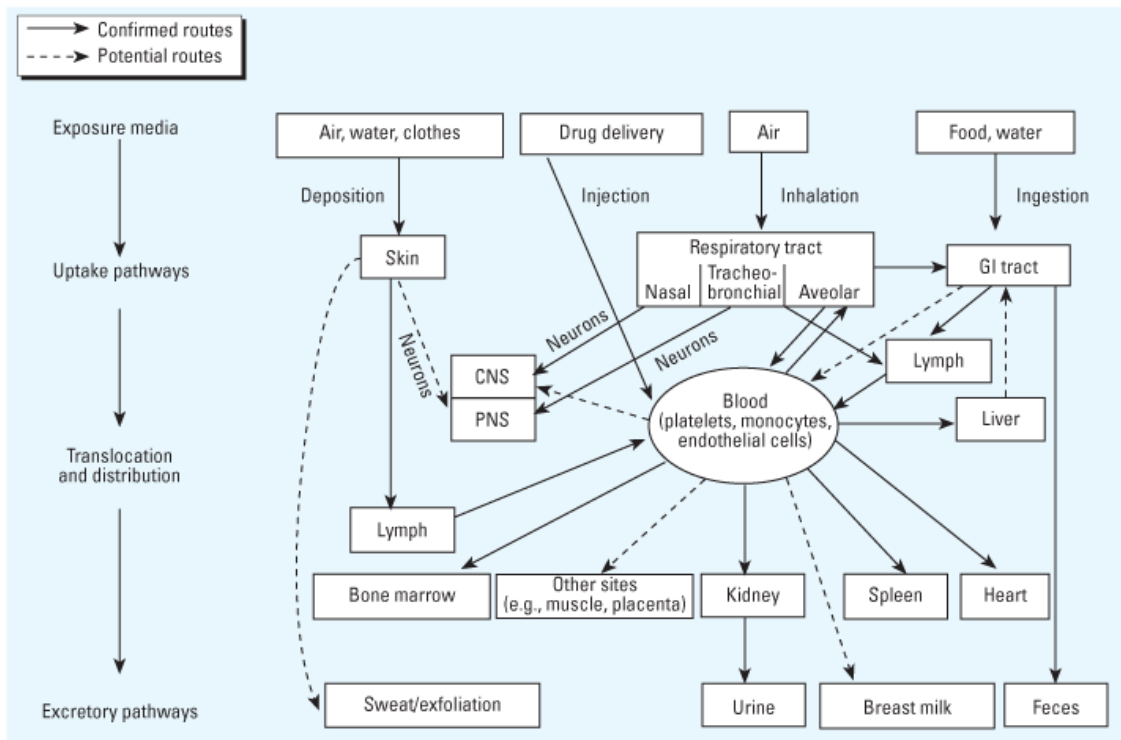 Confirmed routes
Potential routes
Exposure media
Air, water, clothes
Drug delivery
Air
Food, water
Deposition
Injection
Inhalation
Ingestion
Uptake pathways
Skin
Respiratory tract
Nasal
Tracheo-
bronchial
Aveolar
GI tract
Neurons
Neurons
Neurons
CNS
PNS
Lymph
Blood
(platelets, monocytes,
endothelial cells)
Liver
Translocation
and distribution
Lymph
Bone marrow
Other sites
(e.g., muscle, placenta)
Kidney
Spleen
Heart
Excretory pathways
Sweat/exfoliation
Urine
Breast milk
Feces